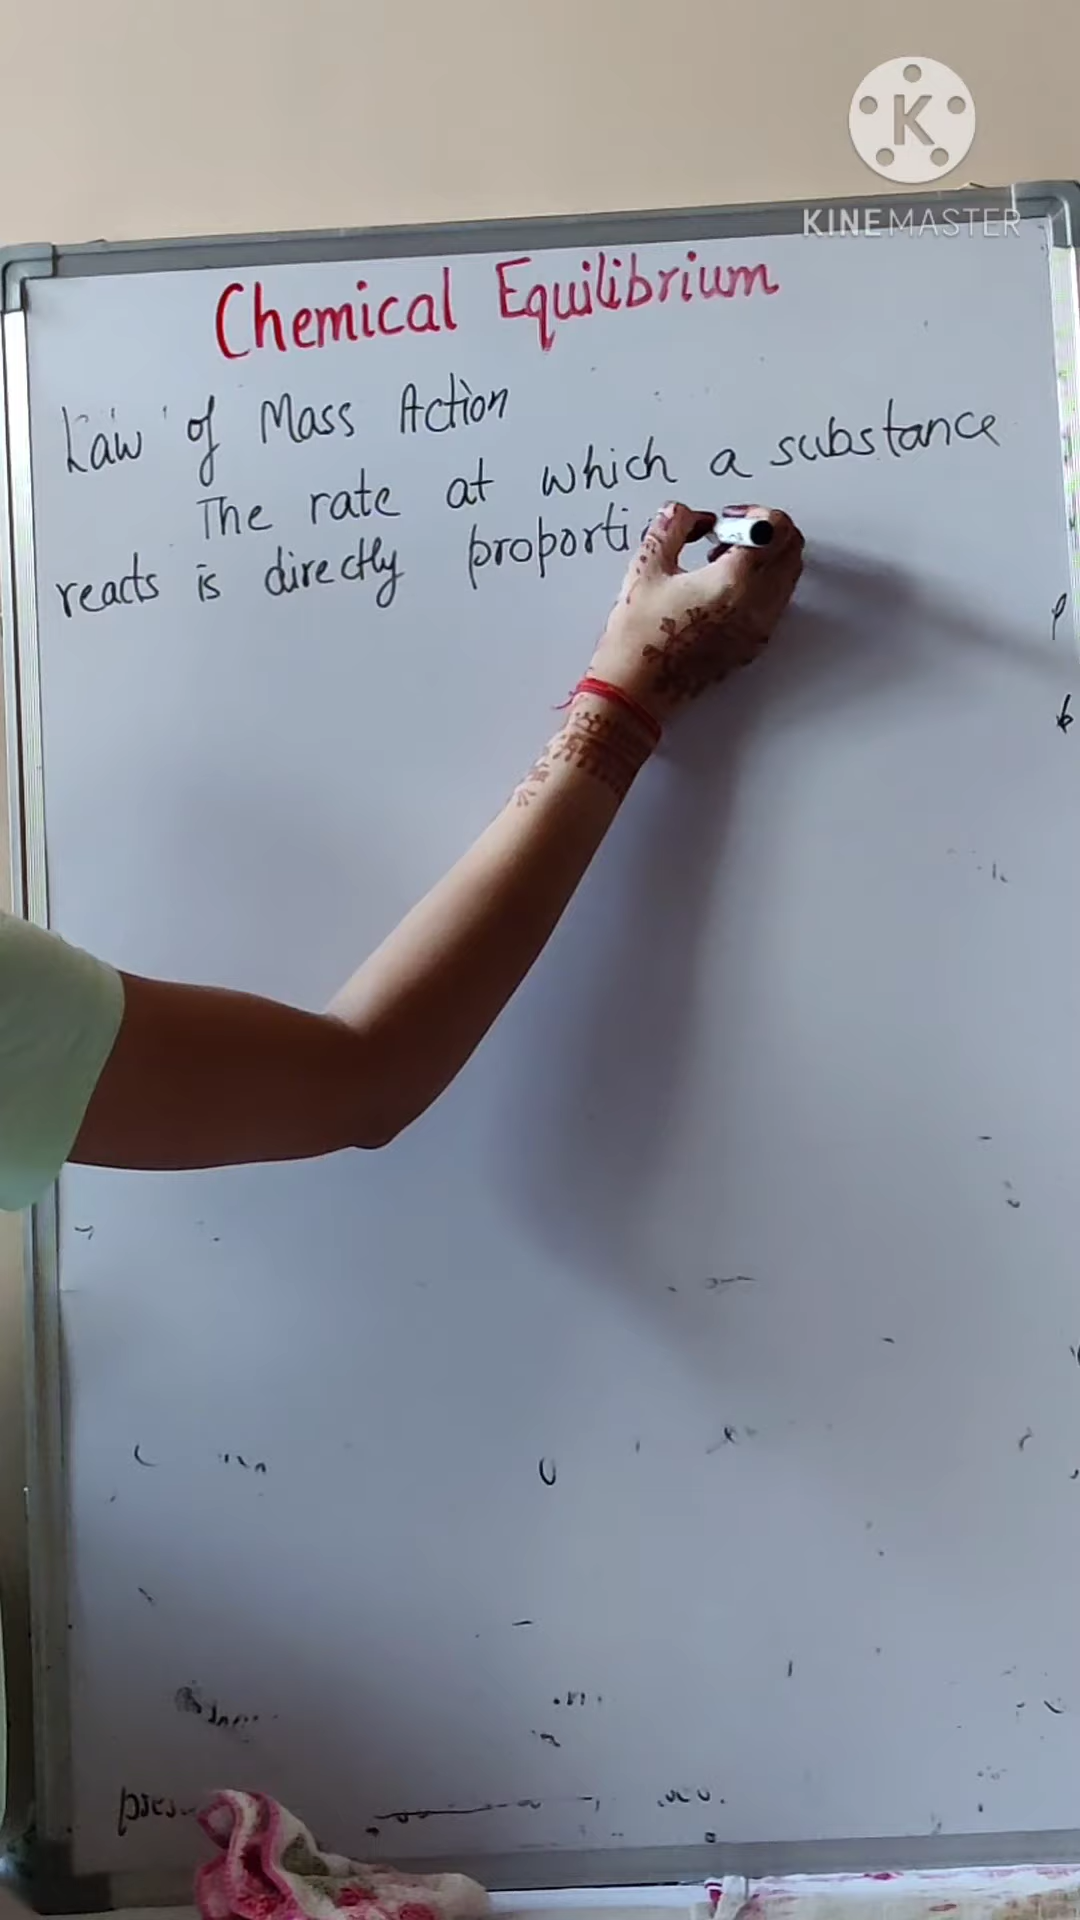 K
KINEMASTER
Chemical Equilibrium
Law of Mass Action
The rate at which a substance
reacts is directly proporti